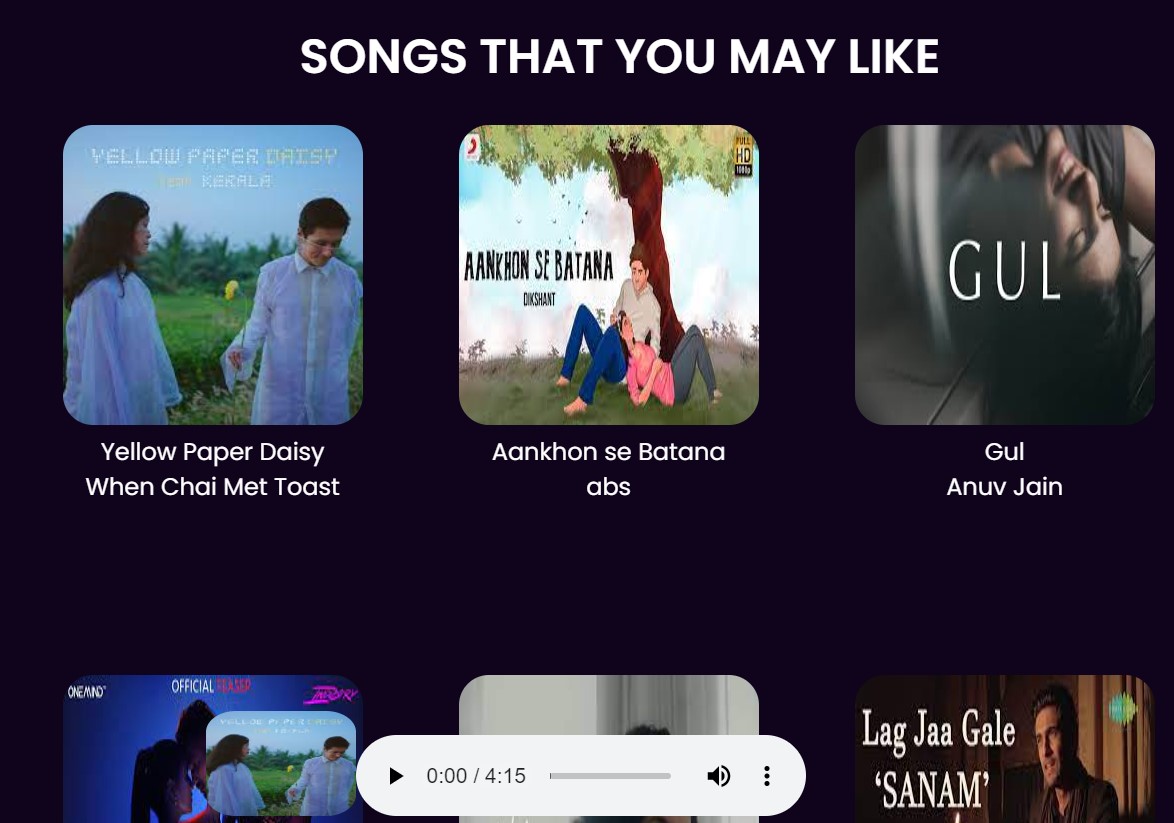 SONGS THAT YOU MAY LIKE
YELLOW PAPER DAISY
KERALA
Yellow Paper Daisy
When Chai Met Toast
FULL
HD
1080p
AANKHON SE BATANA
DIKSHANT
Aankhon se Batana
abs
GUL
Gul
Anuv Jain
ONEMIND
OFFICIAL TEASER
YELLOW PAPER DAISY
0:00 / 4:15
Lag Jaa Gale
‘SANAM’